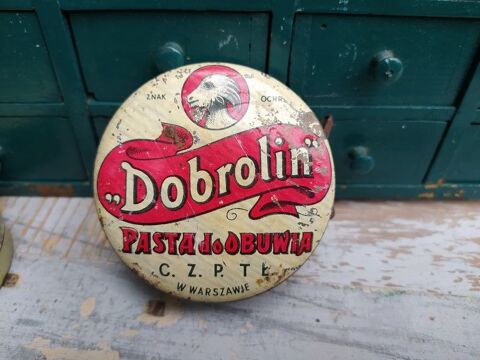 ZNAK OCHR.
„Dobrolin”
PASTA do OBUWIA
C. Z. P. T Ł.
W WARSZAWIE